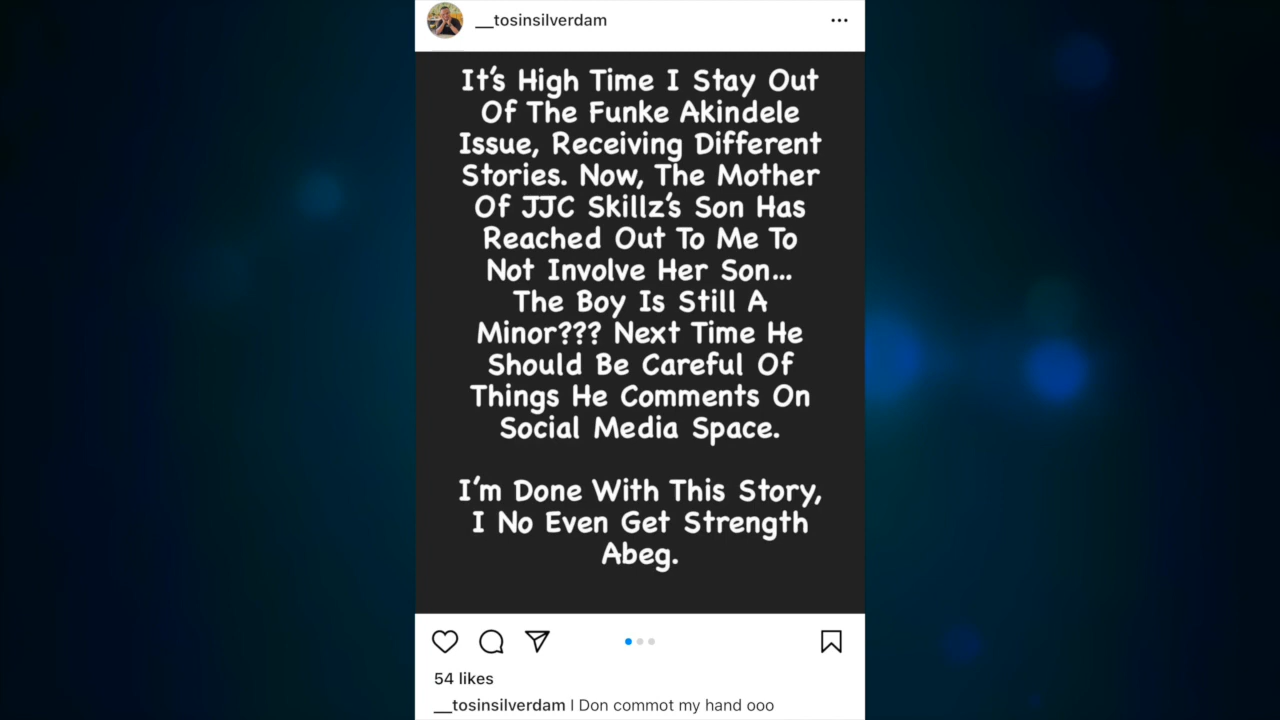 __tosinsilverdam
It's High Time I Stay Out
Of The Funke Akindele
Issue, Receiving Different
Stories. Now, The Mother
Of JJC Skillz's Son Has
Reached Out To Me To
Not Involve Her Son...
The Boy Is Still A
Minor??? Next Time He
Should Be Careful Of
Things He Comments On
Social Media Space.
I'm Done With This Story,
I No Even Get Strength
Abeg.
54 likes
__tosinsilverdam I Don commot my hand ooo